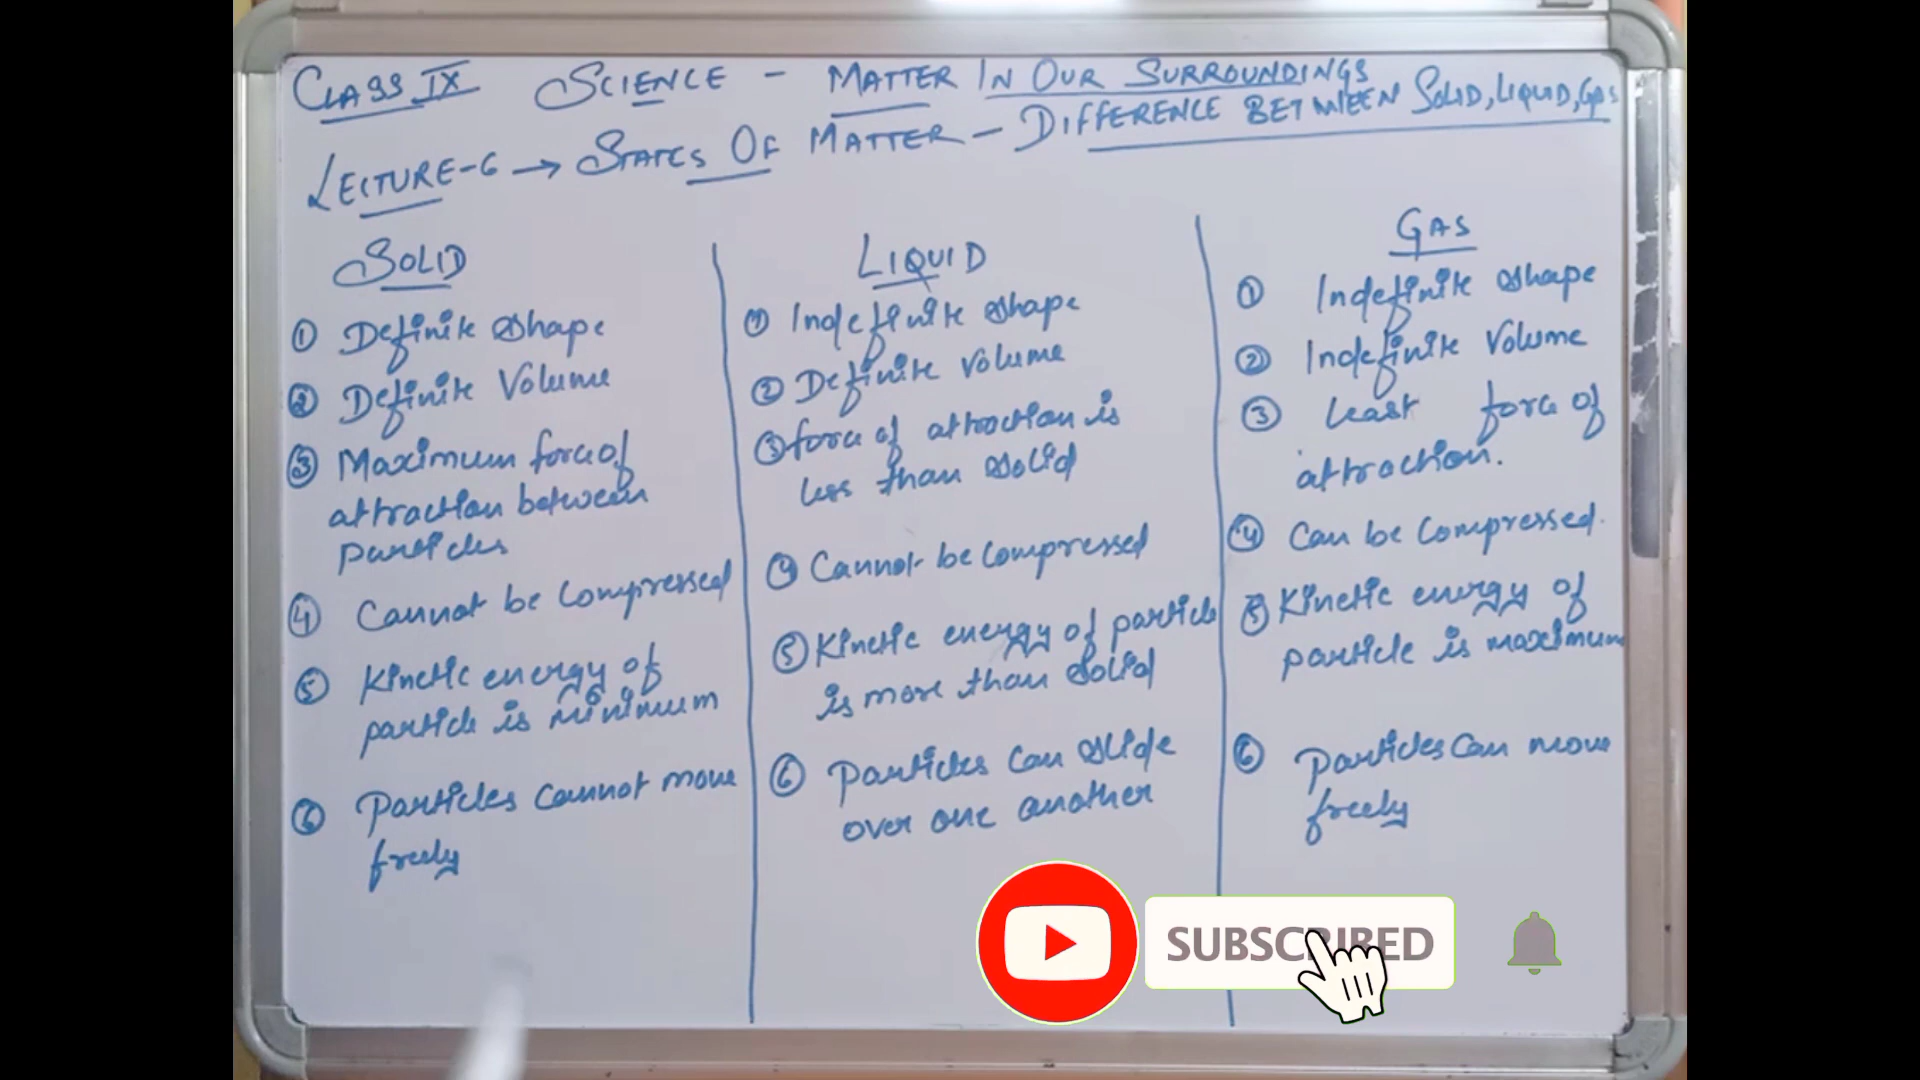 CLASS IX SCIENCE - MATTER IN OUR SURROUNDINGS
LECTURE-6 → STATES OF MATTER - DIFFERENCE BETWEEN SOLID, LIQUID, GAS
SOLID
① Definite shape
② Definite Volume
③ Maximum force of
attraction between
particles
④ Cannot be compressed
⑤ Kinetic energy of
particle is minimum
⑥ Particles cannot move
freely
LIQUID
① Indefinite shape
② Definite volume
③ force of attraction is
less than solid
④ Cannot be compressed
⑤ Kinetic energy of particle
is more than solid
⑥ Particles can slide
over one another
GAS
① Indefinite shape
② Indefinite Volume
③ least force of
attraction.
④ Can be compressed.
⑤ Kinetic energy of
particle is maximum
⑥ Particles can move
freely
SUBSCRIBED